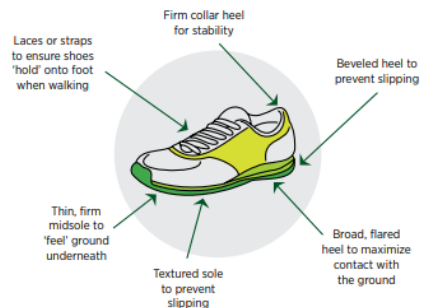 Firm collar heel
for stability
Laces or straps
to ensure shoes
'hold' onto foot
when walking
Beveled heel to
prevent slipping
Thin, firm
midsole to
'feel' ground
underneath
Textured sole
to prevent
slipping
Broad, flared
heel to maximize
contact with
the ground